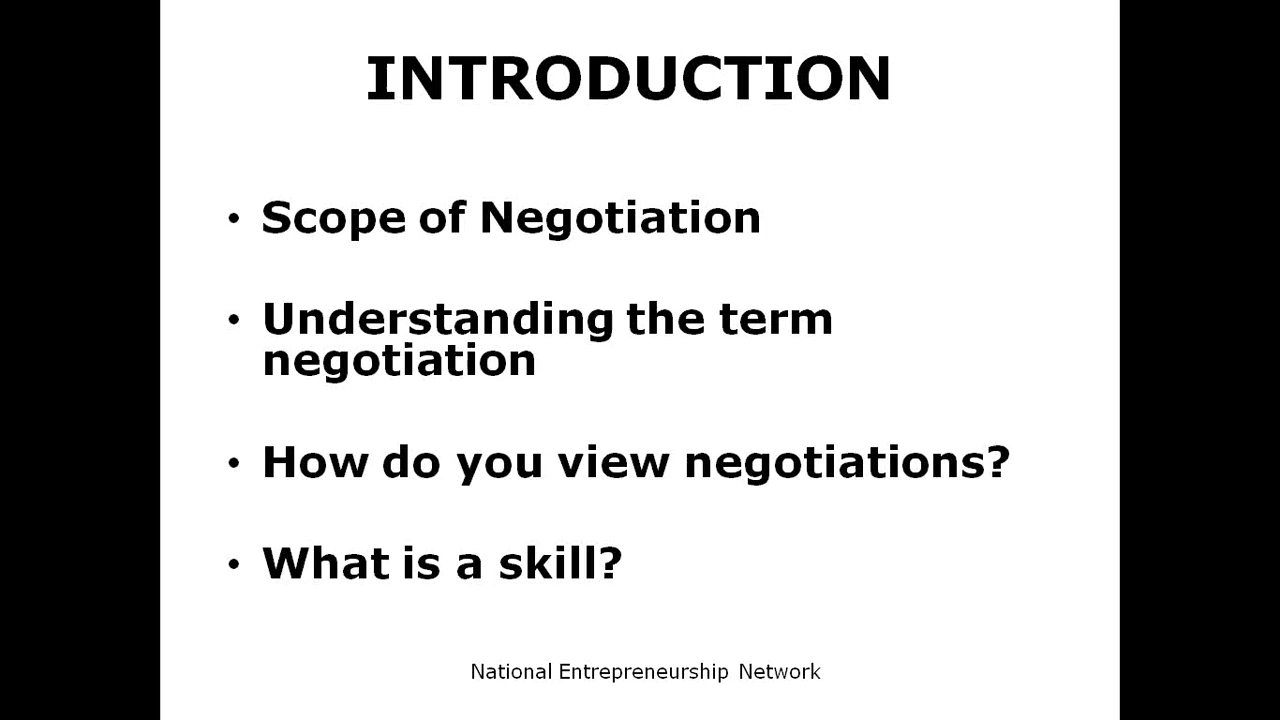 INTRODUCTION
• Scope of Negotiation
• Understanding the term
negotiation
• How do you view negotiations?
• What is a skill?
National Entrepreneurship Network